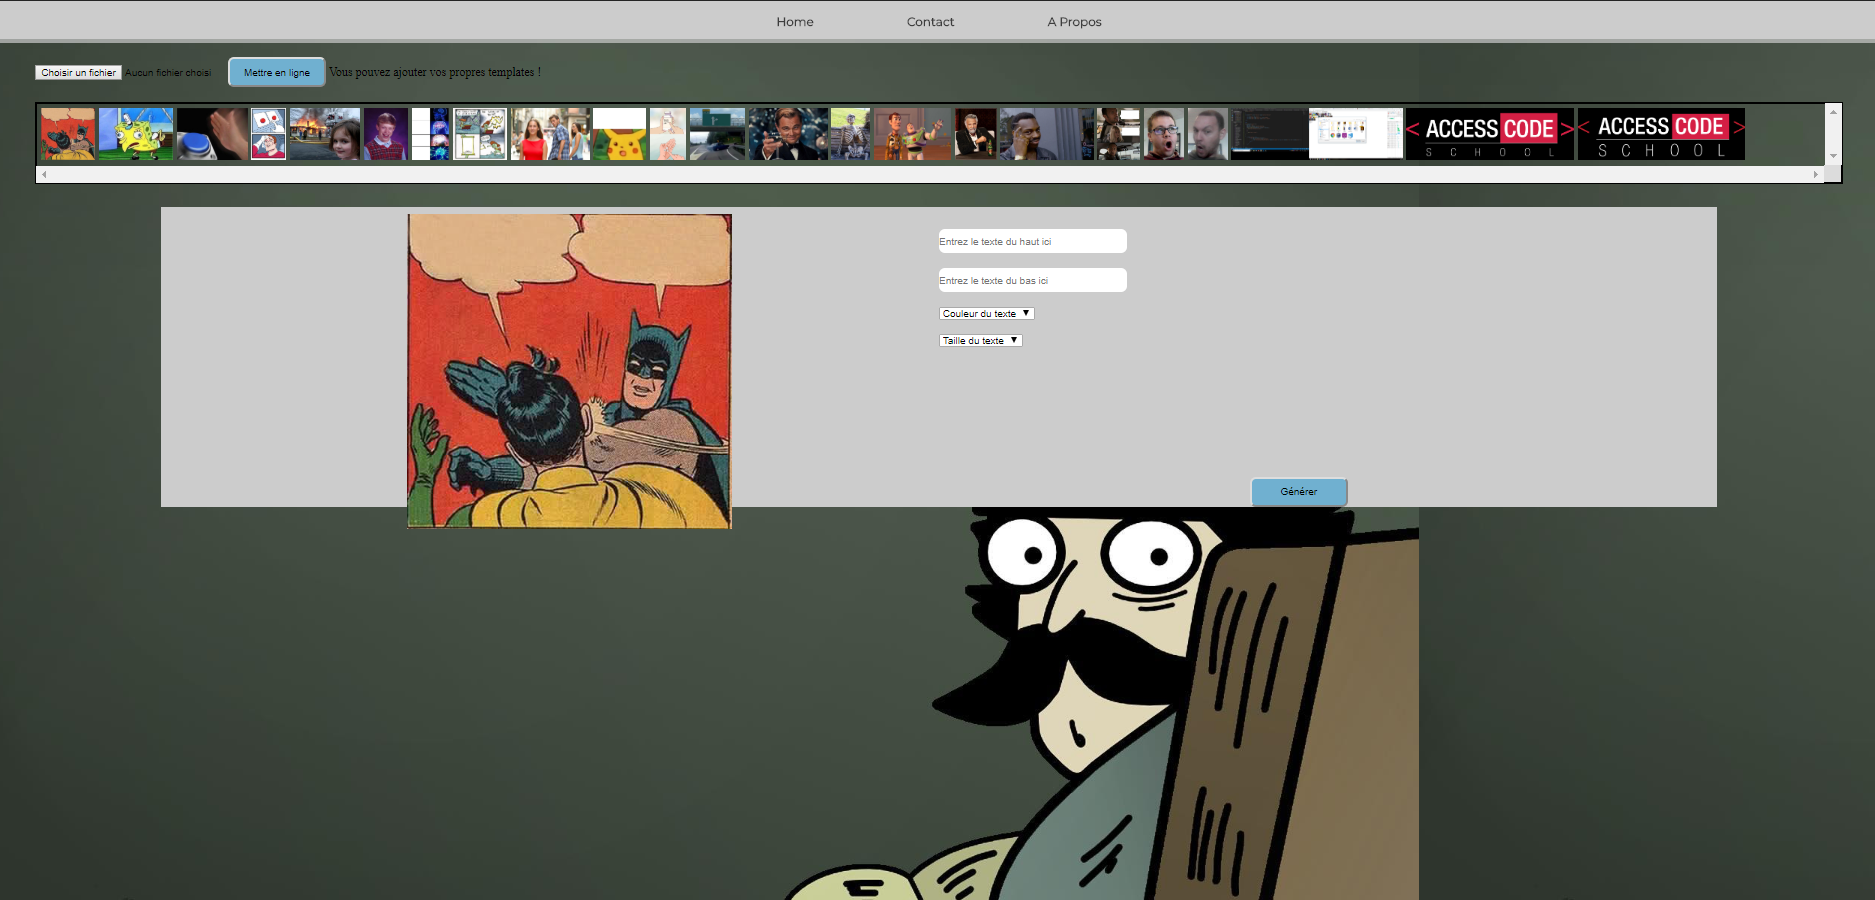 Home Contact A Propos
Choisir un fichier Aucun fichier choisi Mettre en ligne Vous pouvez ajouter vos propres templates !
< ACCESS CODE > < ACCESS CODE >
SCHOOL SCHOOL
Entrez le texte du haut ici
Entrez le texte du bas ici
Couleur du texte ▼
Taille du texte ▼
Générer